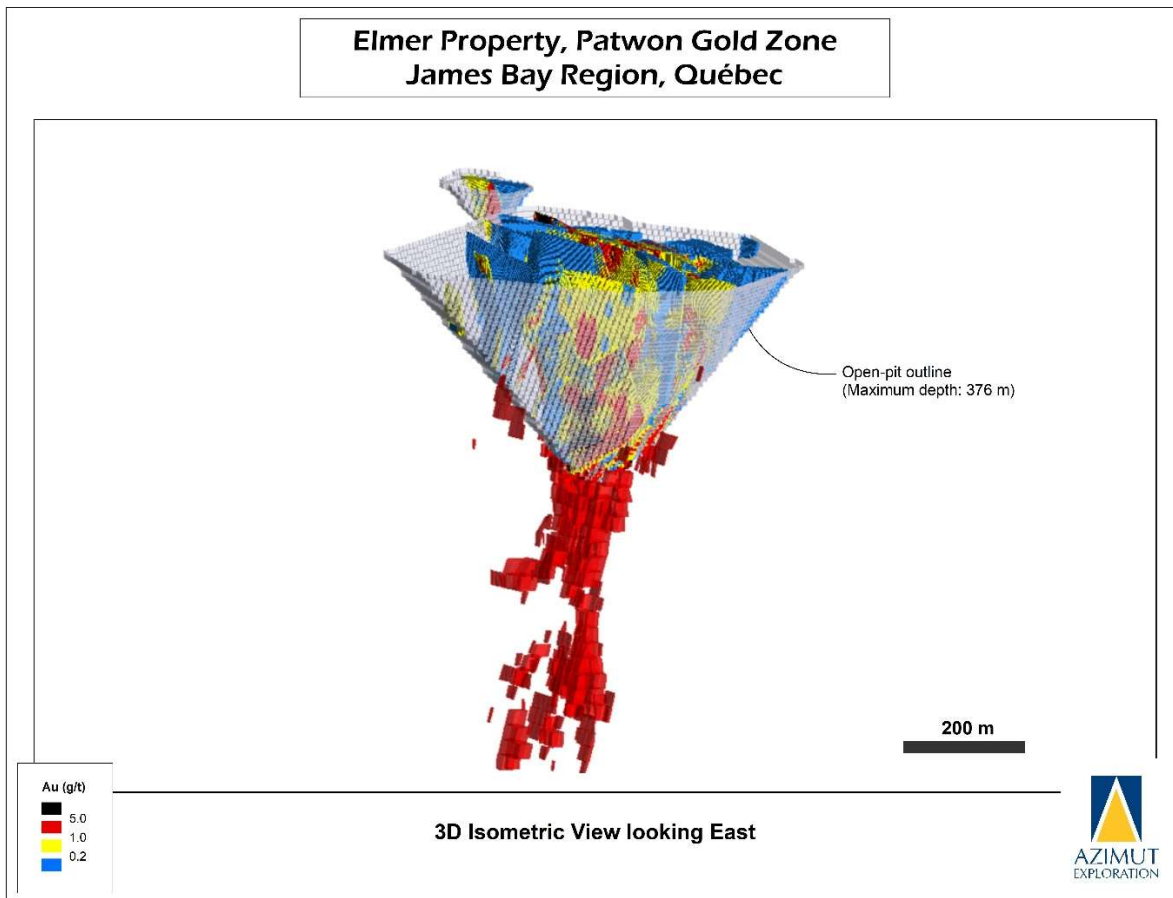 Elmer Property, Patwon Gold Zone
James Bay Region, Québec
Open-pit outline
(Maximum depth: 376 m)
200 m
Au (g/t)
5.0
1.0
0.2
3D Isometric View looking East
AZIMUT
EXPLORATION